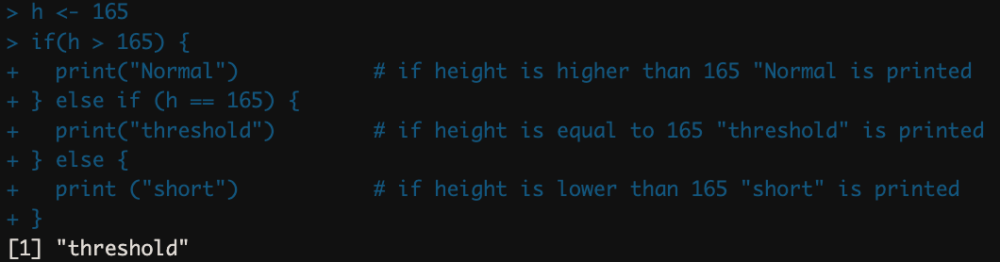 > h <- 165
> if(h > 165) {
+   print("Normal")           # if height is higher than 165 "Normal is printed
+ } else if (h == 165) {
+   print("threshold")        # if height is equal to 165 "threshold" is printed
+ } else {
+   print ("short")           # if height is lower than 165 "short" is printed
+ }
[1] "threshold"